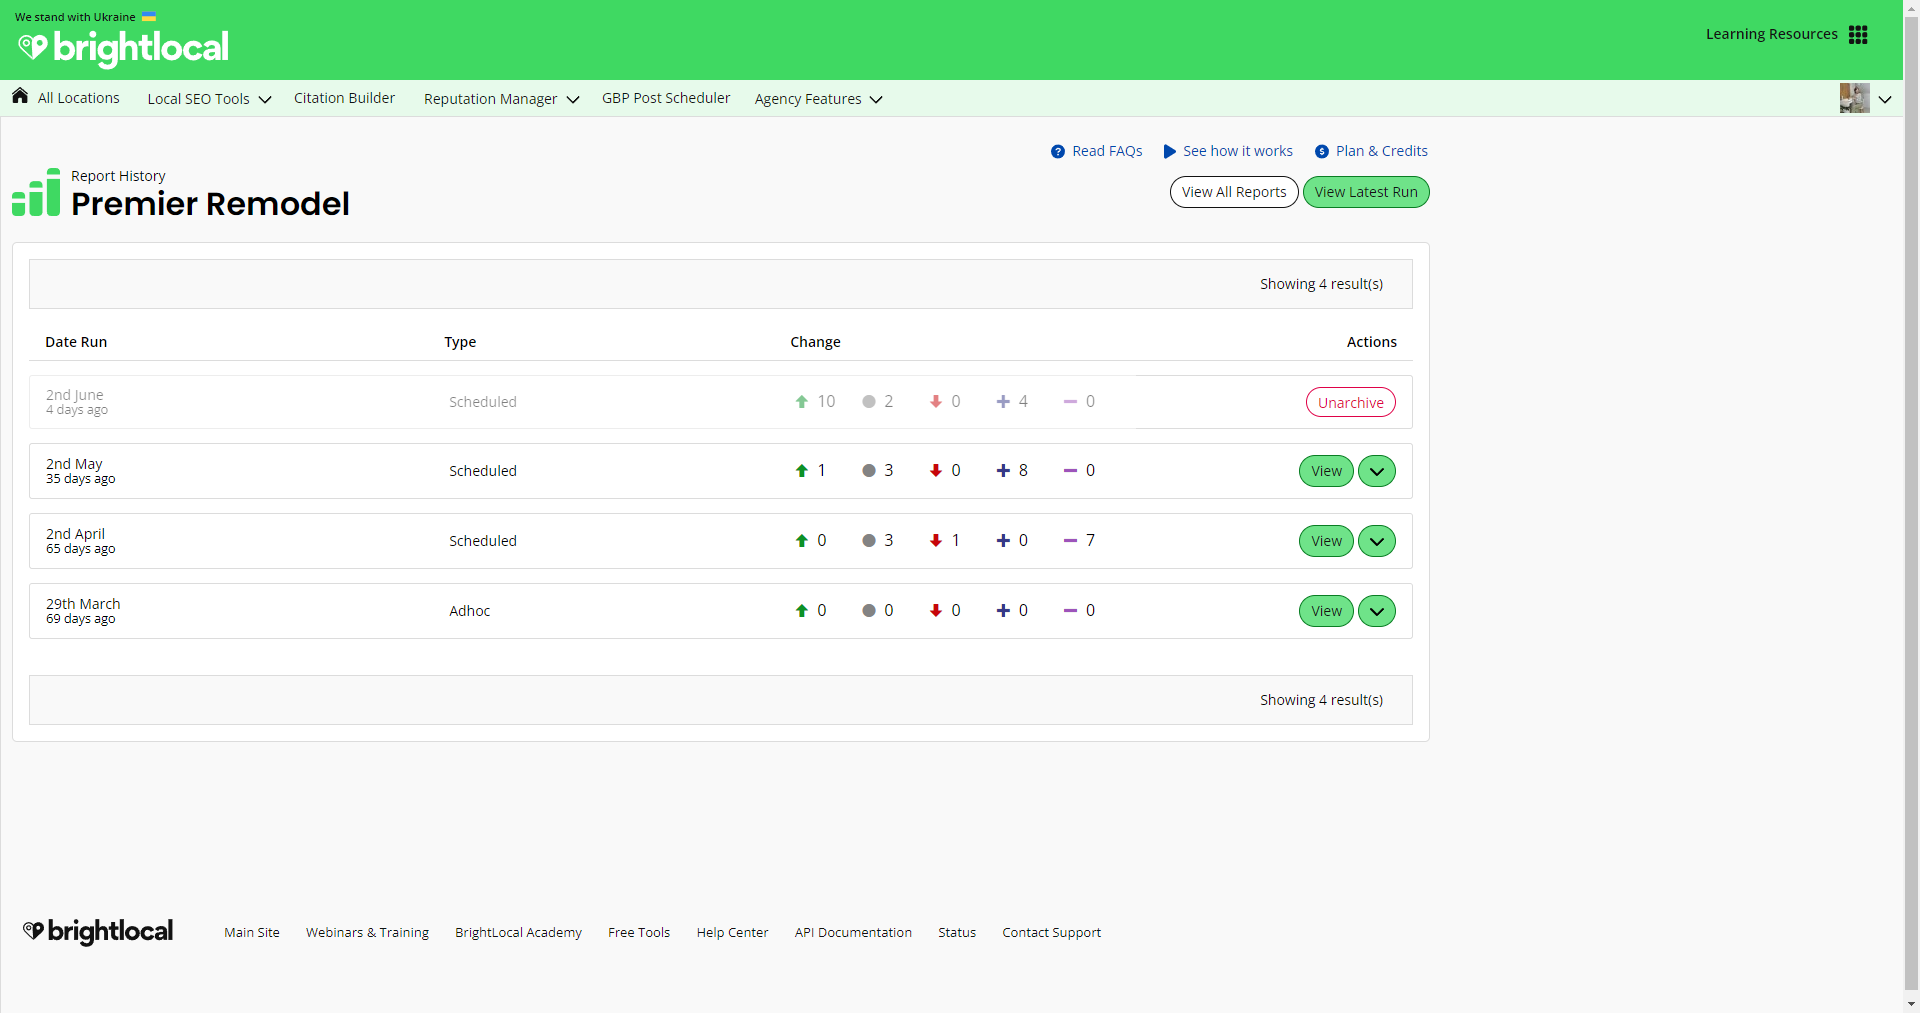 We stand with Ukraine
brightlocal
Learning Resources
All Locations Local SEO Tools Citation Builder Reputation Manager GBP Post Scheduler Agency Features
Read FAQs See how it works Plan & Credits
Report History
Premier Remodel
View All Reports View Latest Run
Showing 4 result(s)
Date Run Type Change Actions
2nd June
4 days ago
Scheduled 10 2 0 4 0 Unarchive
2nd May
35 days ago
Scheduled 1 3 0 8 0 View
2nd April
65 days ago
Scheduled 0 3 1 0 7 View
29th March
69 days ago
Adhoc 0 0 0 0 0 View
Showing 4 result(s)
brightlocal Main Site Webinars & Training BrightLocal Academy Free Tools Help Center API Documentation Status Contact Support